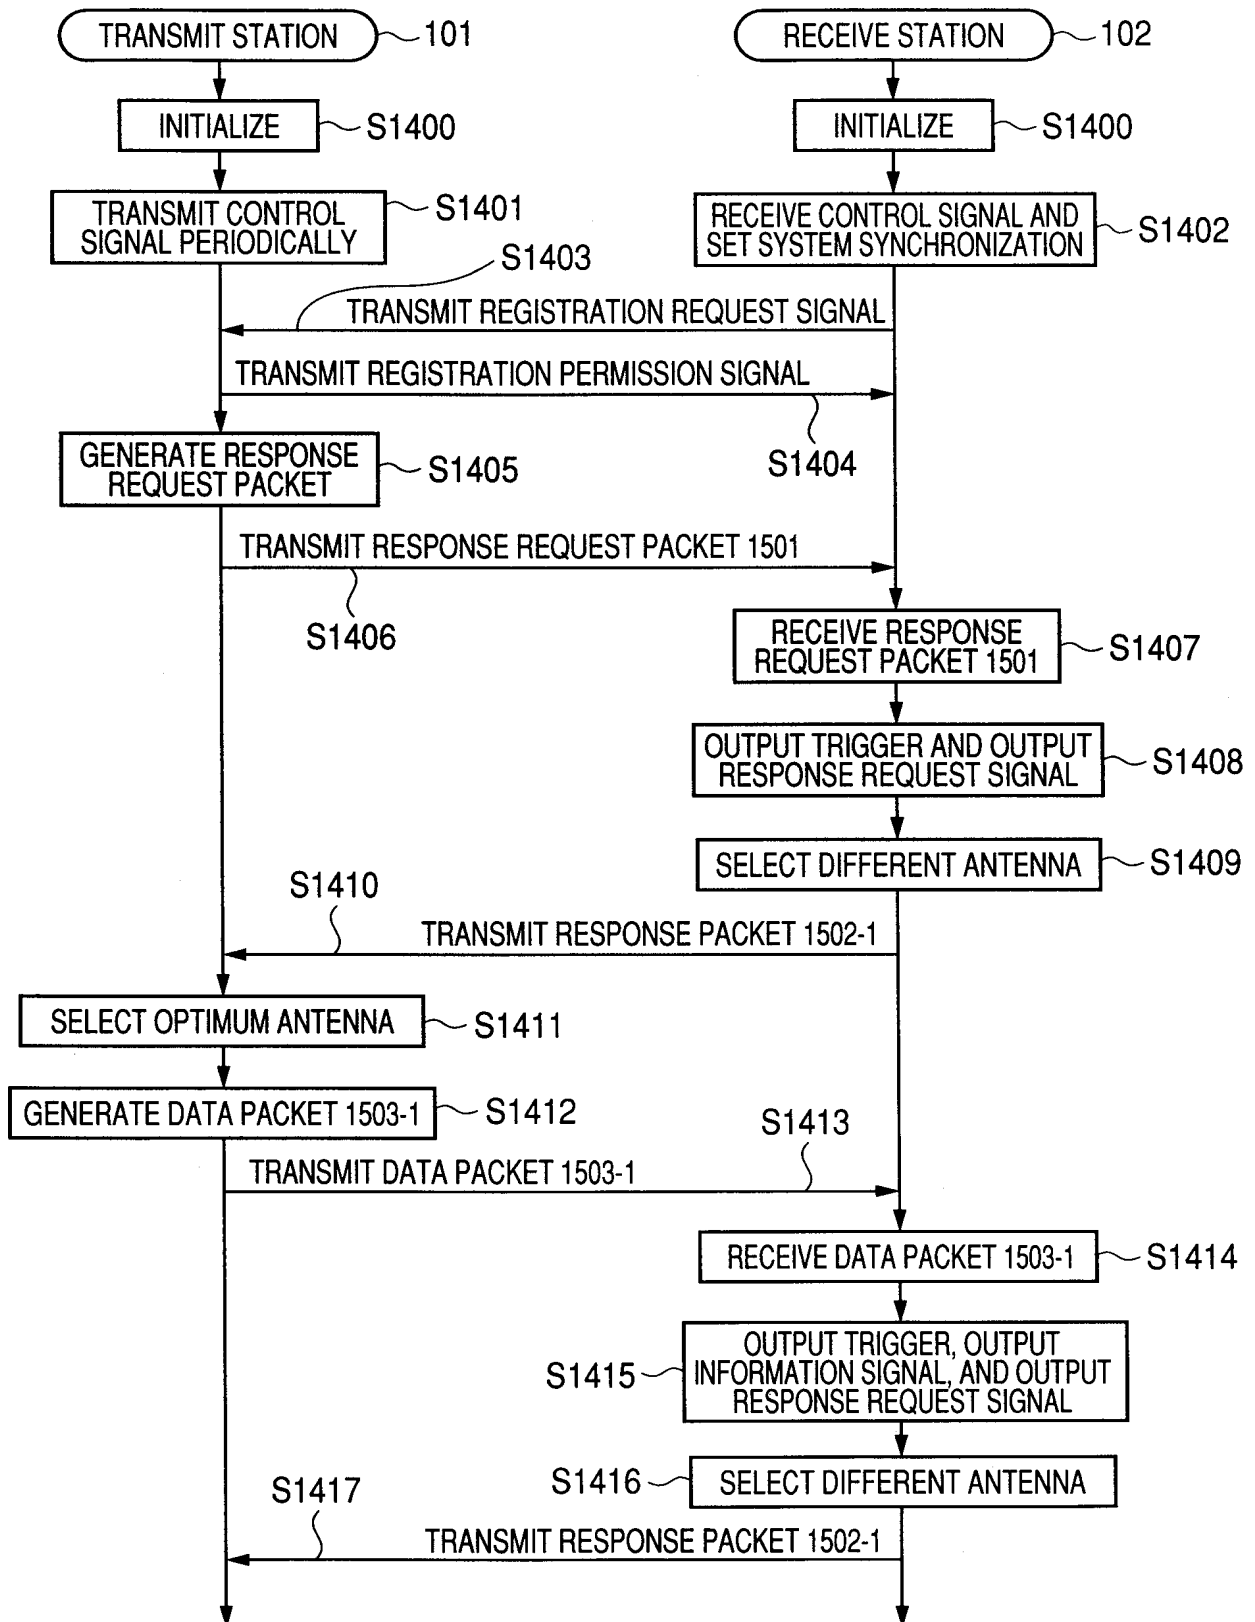 TRANSMIT STATION
101
RECEIVE STATION
102
INITIALIZE
S1400
INITIALIZE
S1400
TRANSMIT CONTROL
SIGNAL PERIODICALLY
S1401
RECEIVE CONTROL SIGNAL AND
SET SYSTEM SYNCHRONIZATION
S1402
S1403
TRANSMIT REGISTRATION REQUEST SIGNAL
TRANSMIT REGISTRATION PERMISSION SIGNAL
S1404
GENERATE RESPONSE
REQUEST PACKET
S1405
TRANSMIT RESPONSE REQUEST PACKET 1501
S1406
RECEIVE RESPONSE
REQUEST PACKET 1501
S1407
OUTPUT TRIGGER AND OUTPUT
RESPONSE REQUEST SIGNAL
S1408
SELECT DIFFERENT ANTENNA
S1409
S1410
TRANSMIT RESPONSE PACKET 1502-1
SELECT OPTIMUM ANTENNA
S1411
GENERATE DATA PACKET 1503-1
S1412
S1413
TRANSMIT DATA PACKET 1503-1
RECEIVE DATA PACKET 1503-1
S1414
OUTPUT TRIGGER, OUTPUT
INFORMATION SIGNAL, AND OUTPUT
RESPONSE REQUEST SIGNAL
S1415
SELECT DIFFERENT ANTENNA
S1416
S1417
TRANSMIT RESPONSE PACKET 1502-1